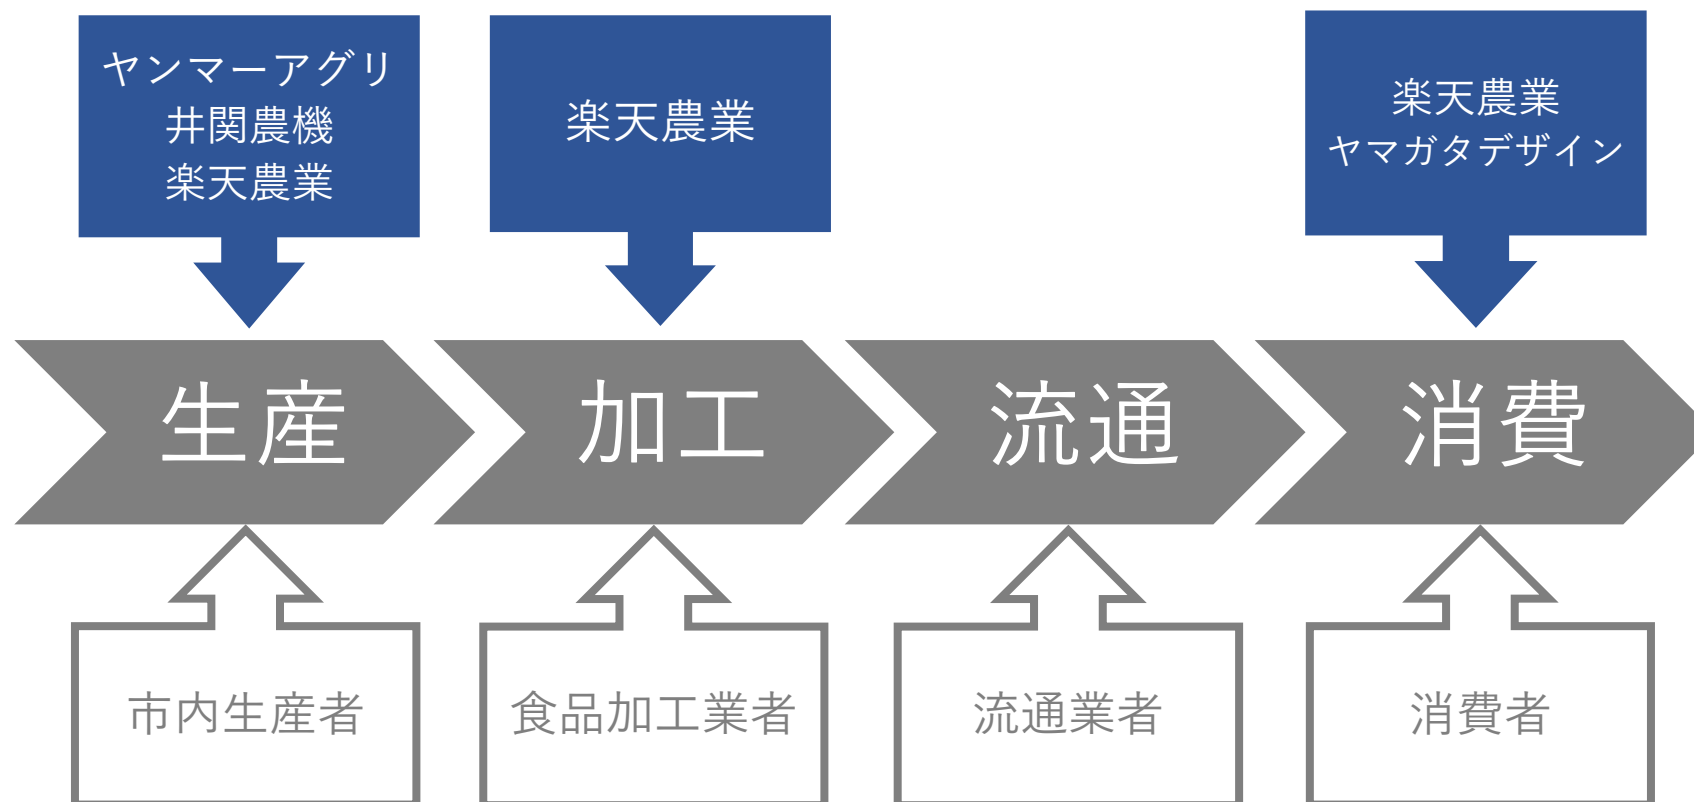 ヤンマーアグリ
井関農機
楽天農業
楽天農業
楽天農業
ヤマガタデザイン
生産
加工
流通
消費
市内生産者
食品加工業者
流通業者
消費者